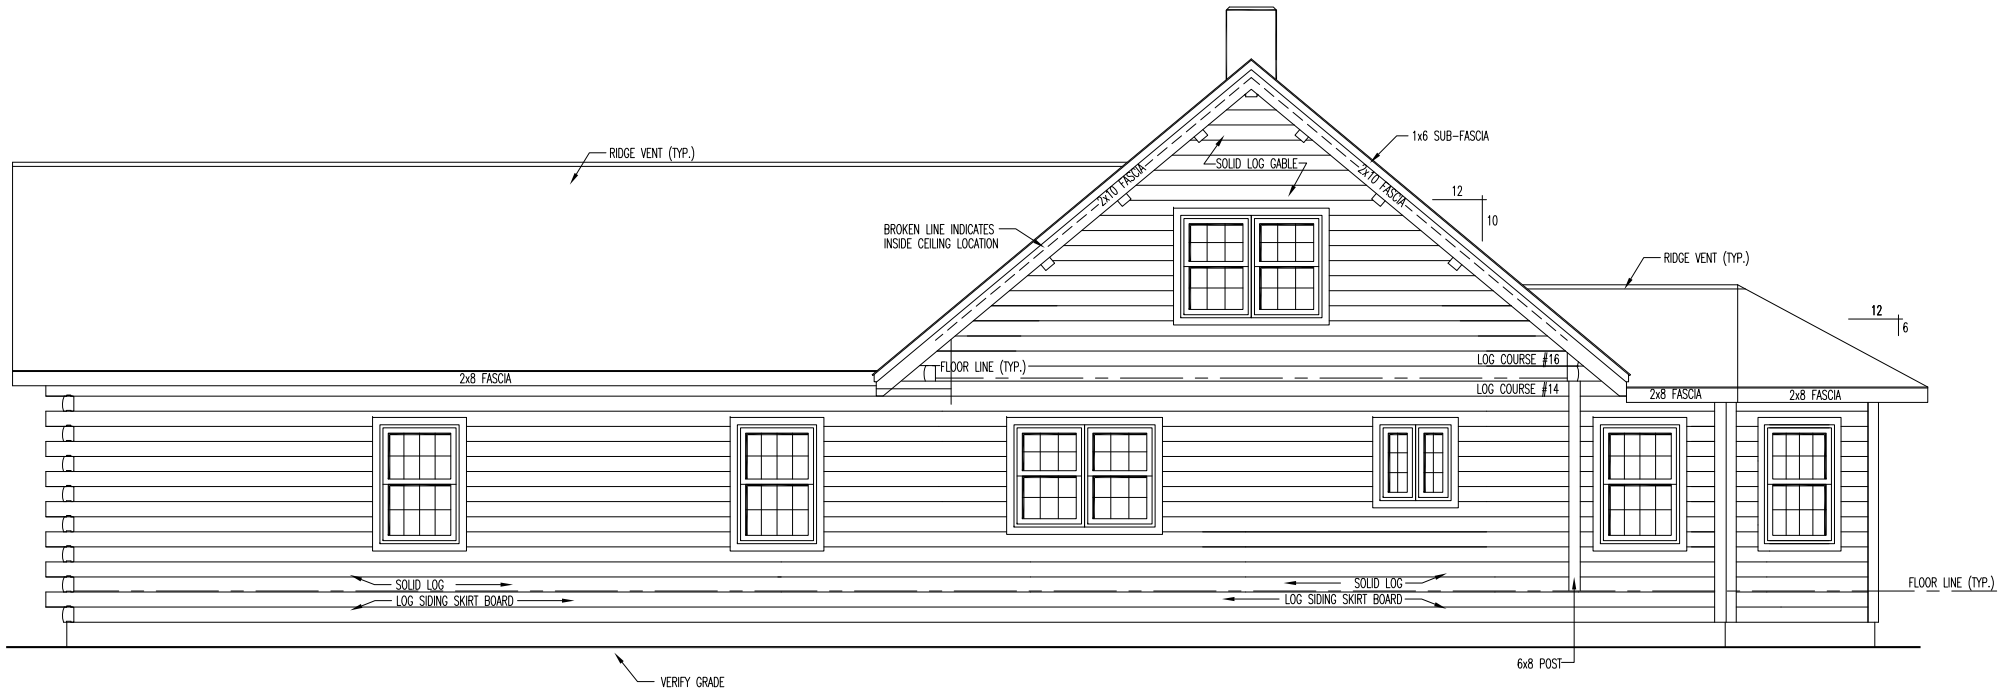 1x6 SUB-FASCIA
RIDGE VENT (TYP.)
SOLID LOG GABLE
2x10 FASCIA
2x10 FASCIA
12
10
BROKEN LINE INDICATES
INSIDE CEILING LOCATION
RIDGE VENT (TYP.)
12
6
LOG COURSE #16
FLOOR LINE (TYP.)
2x8 FASCIA
LOG COURSE #14
2x8 FASCIA
2x8 FASCIA
SOLID LOG
SOLID LOG
FLOOR LINE (TYP.)
LOG SIDING SKIRT BOARD
LOG SIDING SKIRT BOARD
6x8 POST
VERIFY GRADE